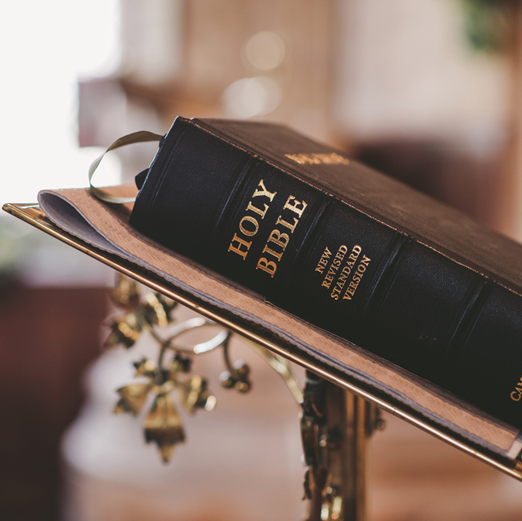 HOLY
BIBLE
NEW
REVISED
STANDARD
VERSION